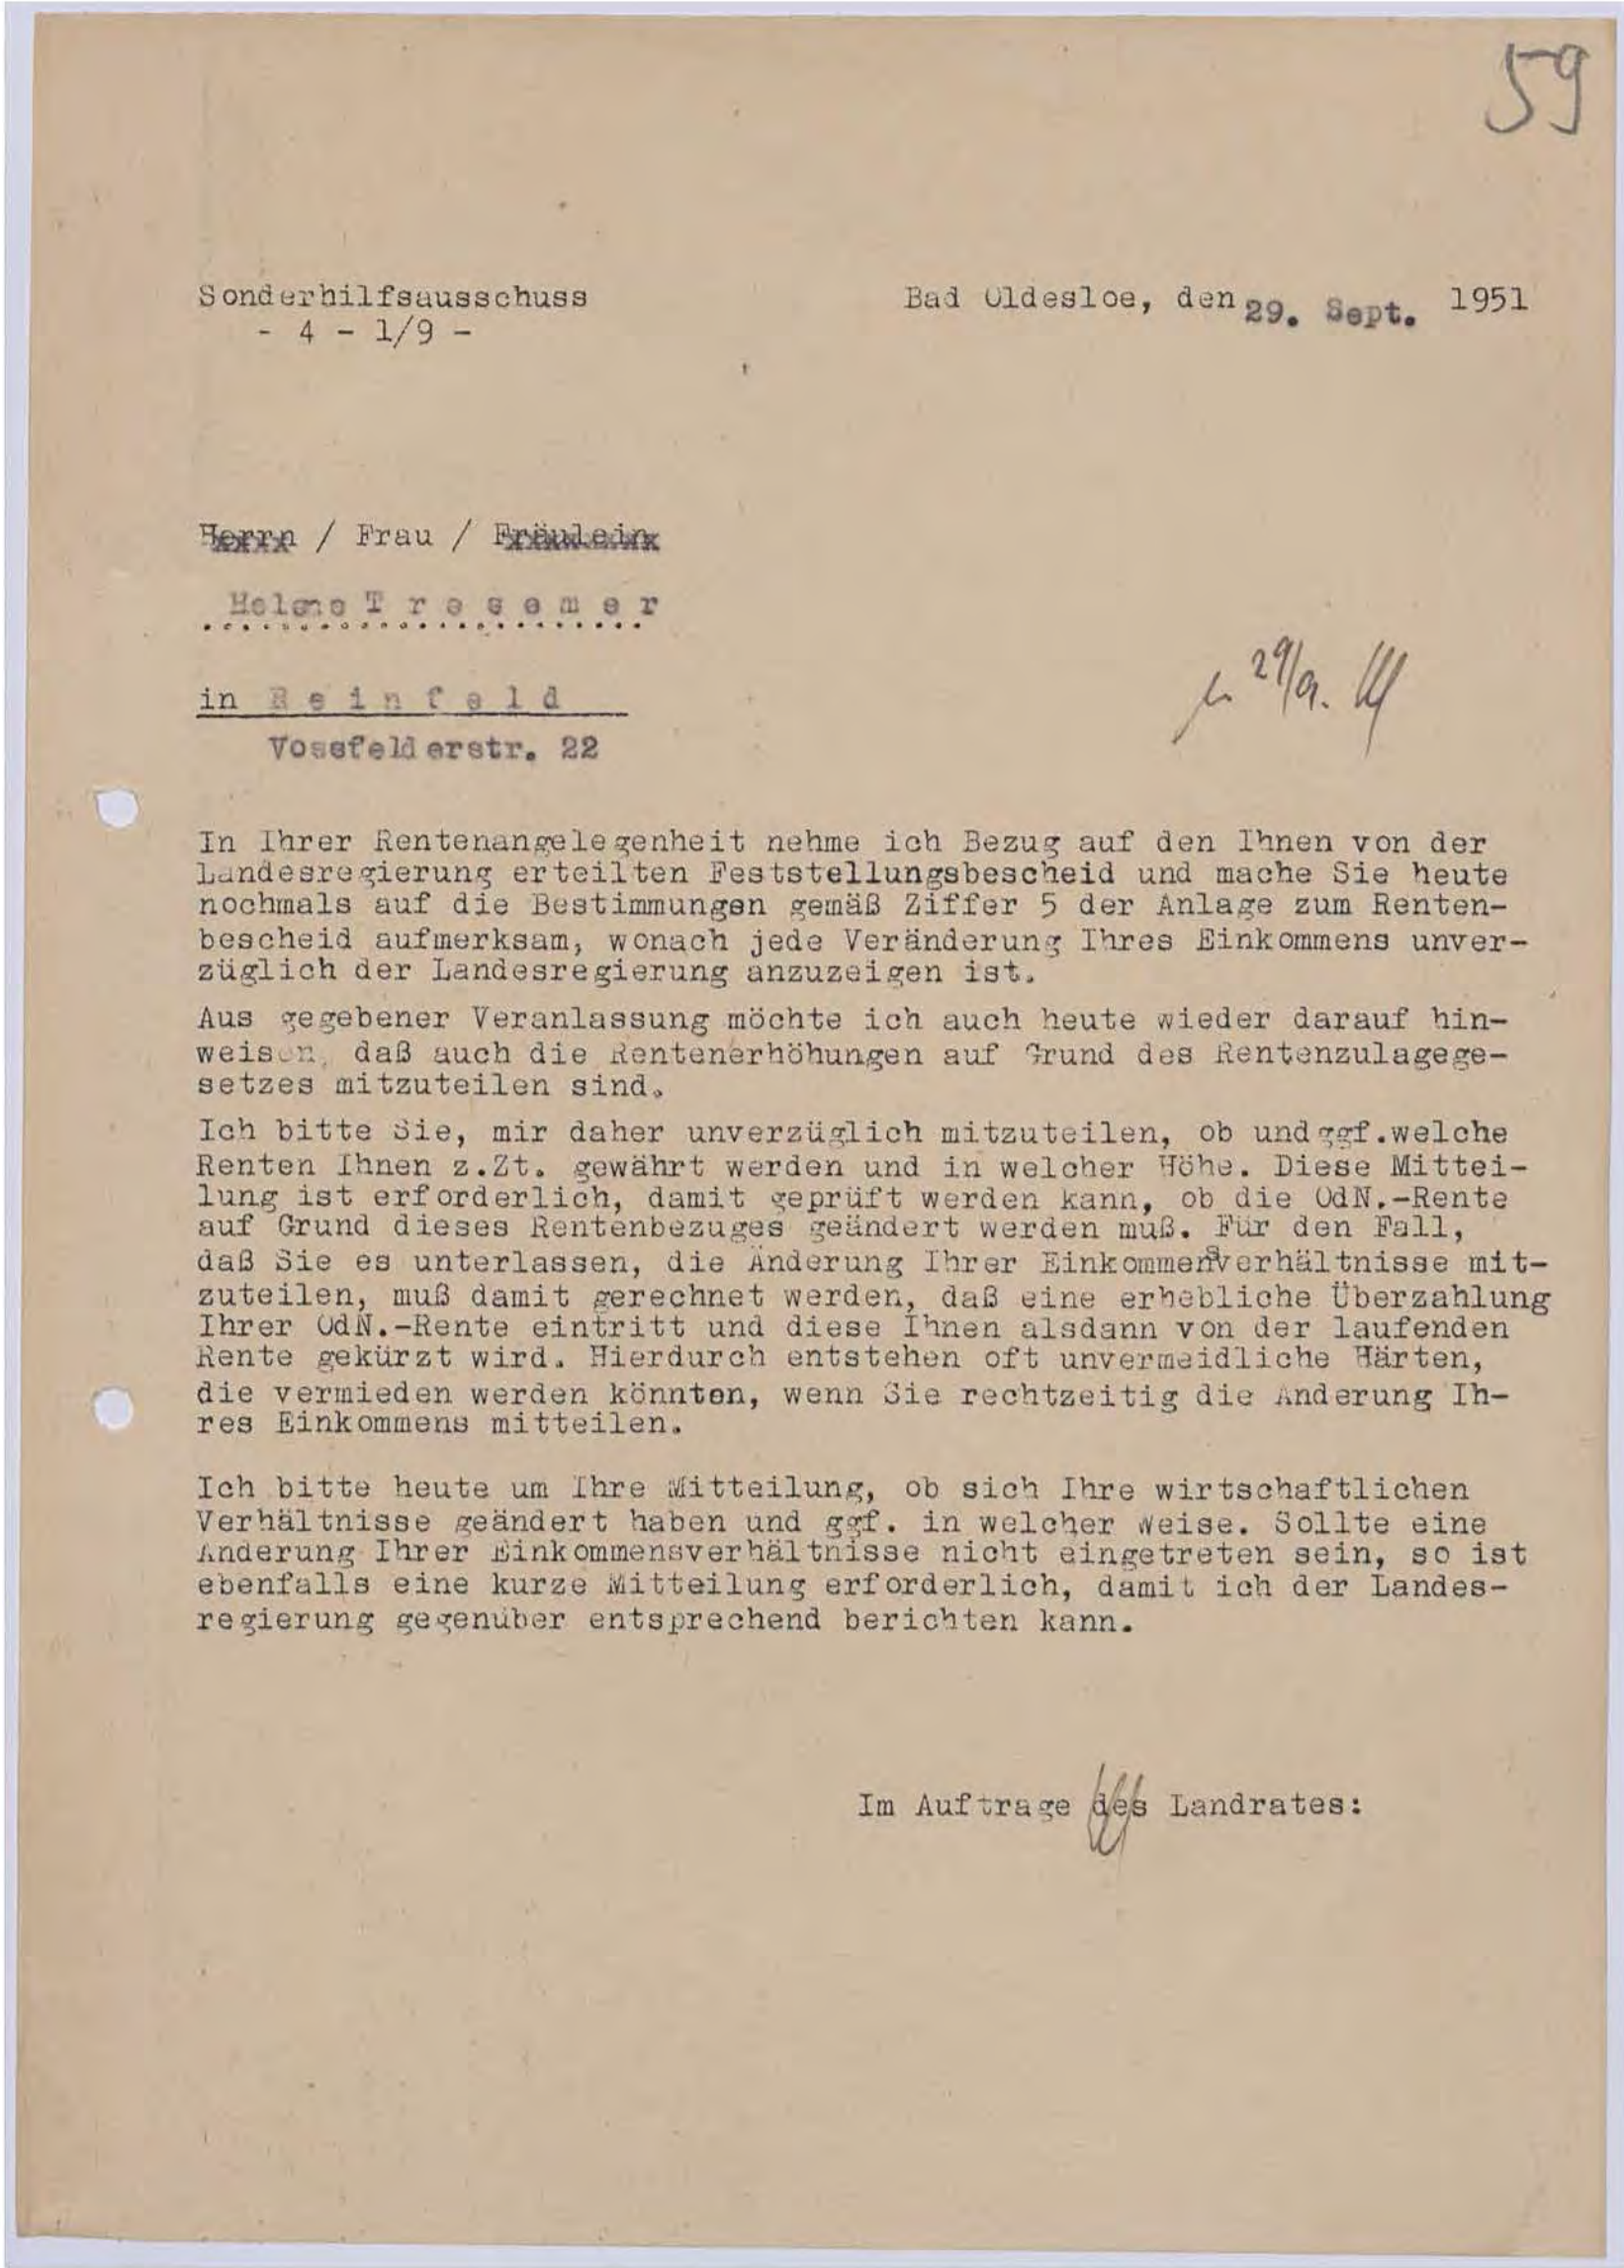 59
Sonderhilfsausschuss
- 4 - 1/9 -
Bad Oldesloe, den 29. Sept. 1951
Herrn / Frau / Fräulein
Helene T r e s e m e r
in R e i n f e l d
Vossfelderstr. 22
29/9.
In Ihrer Rentenangelegenheit nehme ich Bezug auf den Ihnen von der
Landesregierung erteilten Feststellungsbescheid und mache Sie heute
nochmals auf die Bestimmungen gemäß Ziffer 5 der Anlage zum Renten-
bescheid aufmerksam, wonach jede Veränderung Ihres Einkommens unver-
züglich der Landesregierung anzuzeigen ist.
Aus gegebener Veranlassung möchte ich auch heute wieder darauf hin-
weisen, daß auch die Rentenerhöhungen auf Grund des Rentenzulagege-
setzes mitzuteilen sind.
Ich bitte Sie, mir daher unverzüglich mitzuteilen, ob und ggf.welche
Renten Ihnen z.Zt. gewährt werden und in welcher Höhe. Diese Mittei-
lung ist erforderlich, damit geprüft werden kann, ob die OdN.-Rente
auf Grund dieses Rentenbezuges geändert werden muß. Für den Fall,
daß Sie es unterlassen, die Änderung Ihrer Einkommensverhältnisse mit-
zuteilen, muß damit gerechnet werden, daß eine erhebliche Überzahlung
Ihrer OdN.-Rente eintritt und diese Ihnen alsdann von der laufenden
Rente gekürzt wird. Hierdurch entstehen oft unvermeidliche Härten,
die vermieden werden könnten, wenn Sie rechtzeitig die Änderung Ih-
res Einkommens mitteilen.
Ich bitte heute um Ihre Mitteilung, ob sich Ihre wirtschaftlichen
Verhältnisse geändert haben und ggf. in welcher Weise. Sollte eine
Änderung Ihrer Einkommensverhältnisse nicht eingetreten sein, so ist
ebenfalls eine kurze Mitteilung erforderlich, damit ich der Landes-
regierung gegenüber entsprechend berichten kann.
Im Auftrage des Landrates: